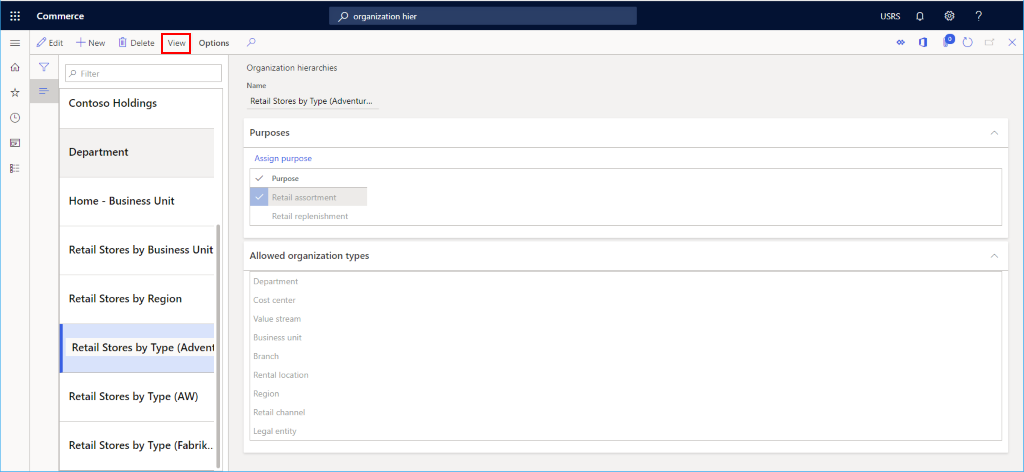 Commerce
organization hier
USRS
?
Edit
New
Delete
View
Options
0
Filter
Contoso Holdings
Department
Home - Business Unit
Retail Stores by Business Unit
Retail Stores by Region
Retail Stores by Type (Advent
Retail Stores by Type (AW)
Retail Stores by Type (Fabrik..
Organization hierarchies
Name
Retail Stores by Type (Adventur...
Purposes
Assign purpose
Purpose
Retail assortment
Retail replenishment
Allowed organization types
Department
Cost center
Value stream
Business unit
Branch
Rental location
Region
Retail channel
Legal entity